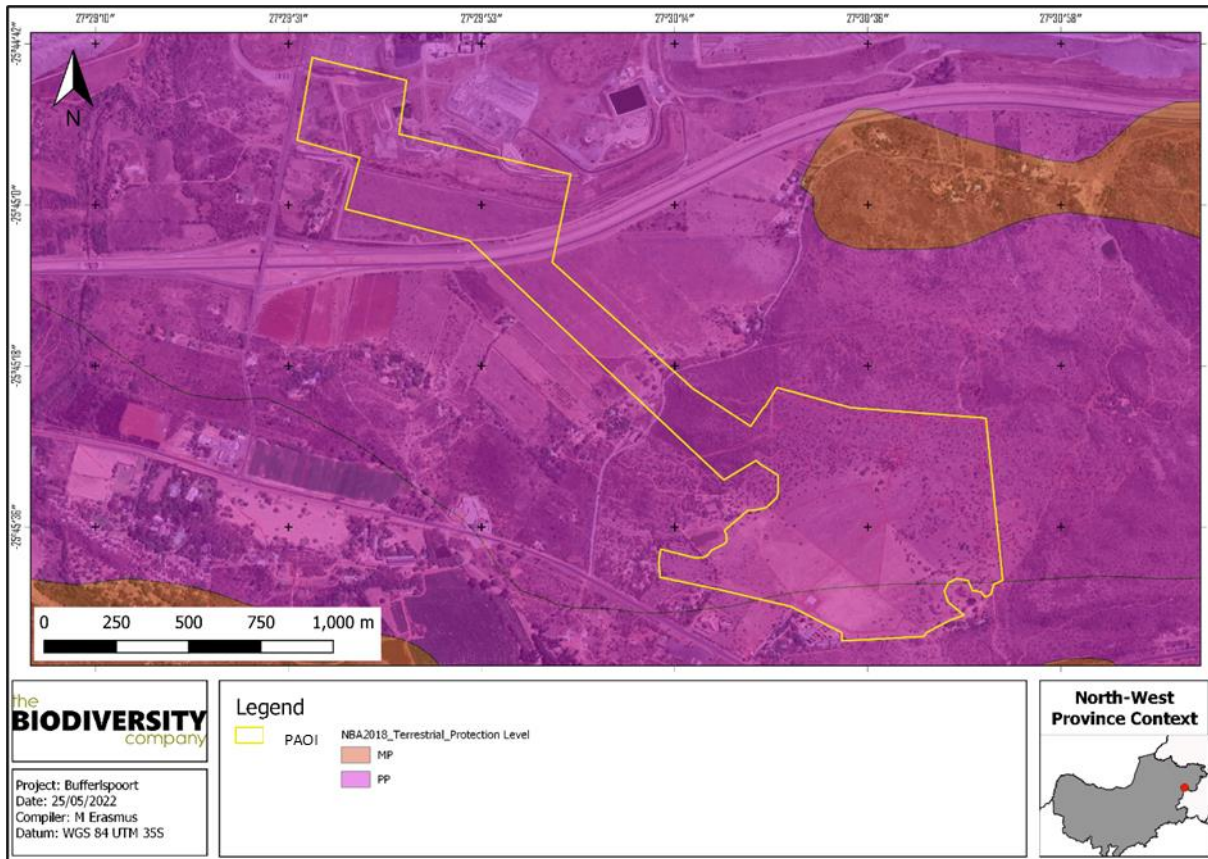 27°29'10" 27°29'31" 27°29'53" 27°30'14" 27°30'36" 27°30'58"
-25°44'42"
-25°45'0"
-25°45'18"
-25°45'36"
N
0 250 500 750 1,000 m
the
BIODIVERSITY
company
Project: Bufferlspoort
Date: 25/05/2022
Compiler: M Erasmus
Datum: WGS 84 UTM 35S
Legend
PAOI
NBA2018_Terrestrial_Protection Level
MP
PP
North-West
Province Context